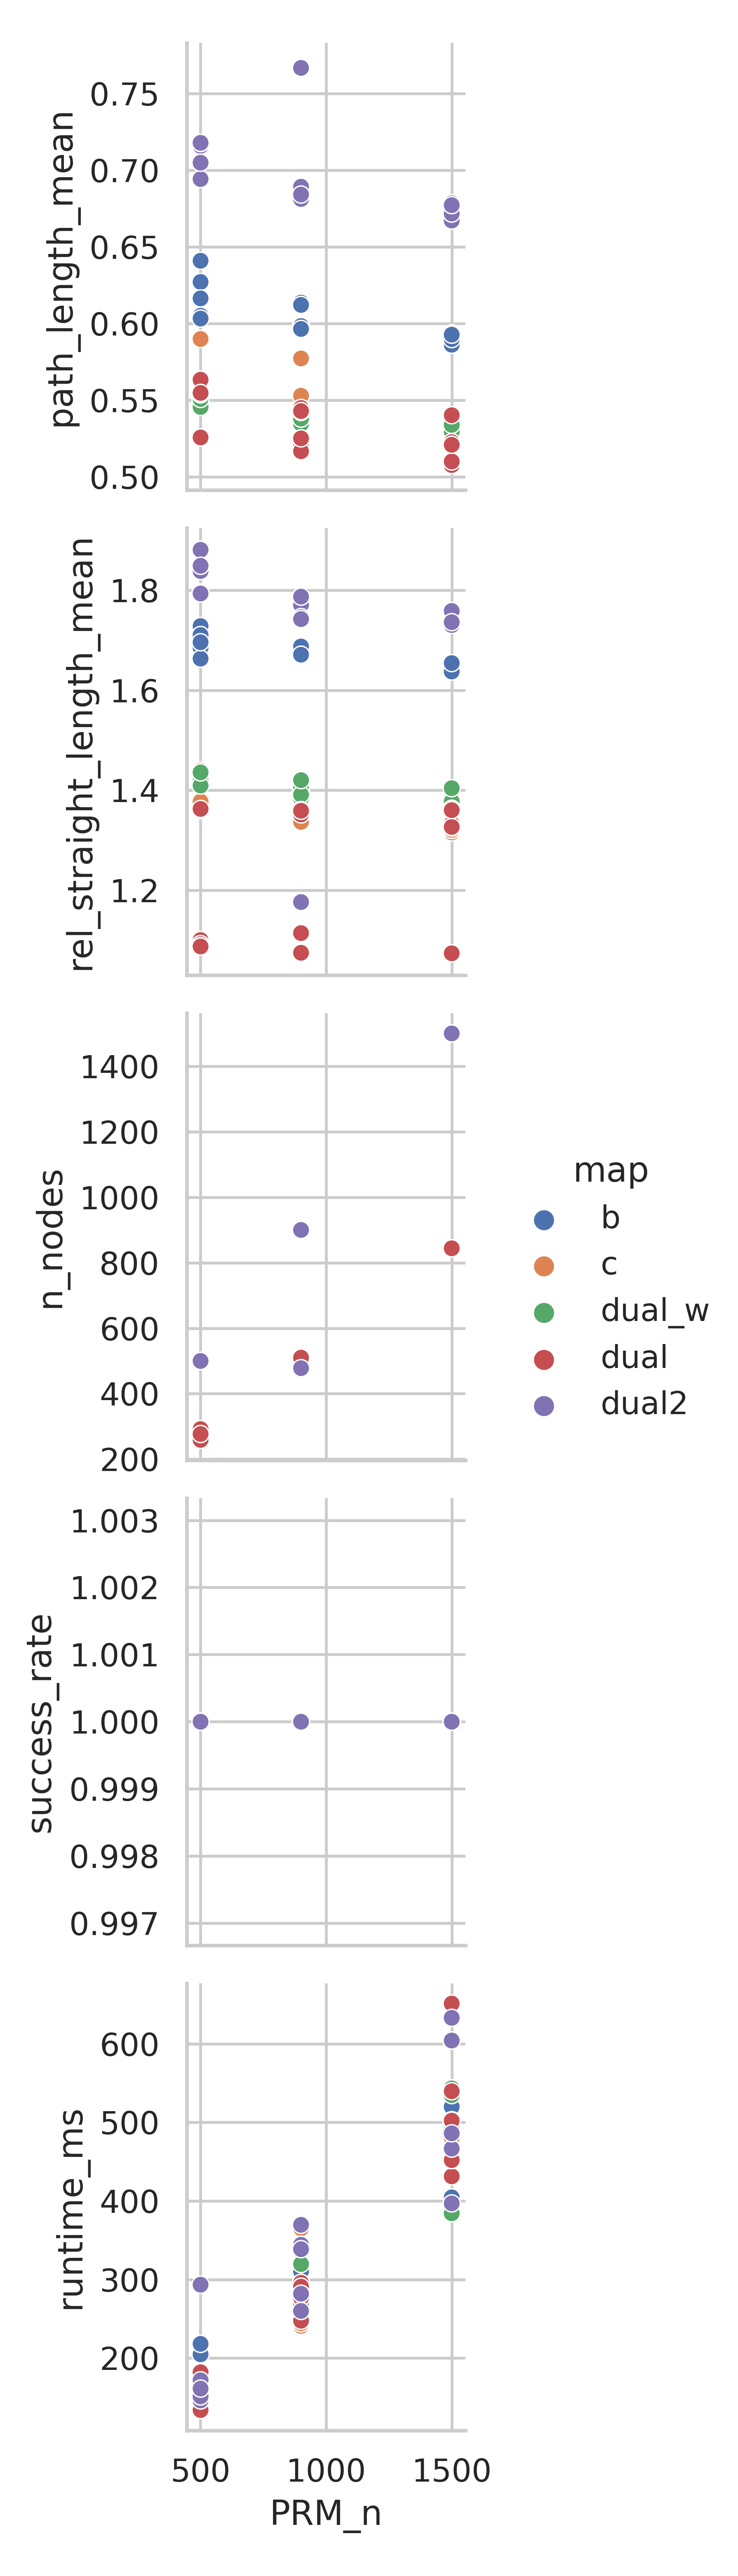 0.75
0.70
0.65
0.60
0.55
0.50
path_length_mean
1.8
1.6
1.4
1.2
rel_straight_length_mean
1400
1200
1000
800
600
400
200
n_nodes
map
b
c
dual_w
dual
dual2
1.003
1.002
1.001
1.000
0.999
0.998
0.997
success_rate
600
500
400
300
200
runtime_ms
500 1000 1500
PRM_n